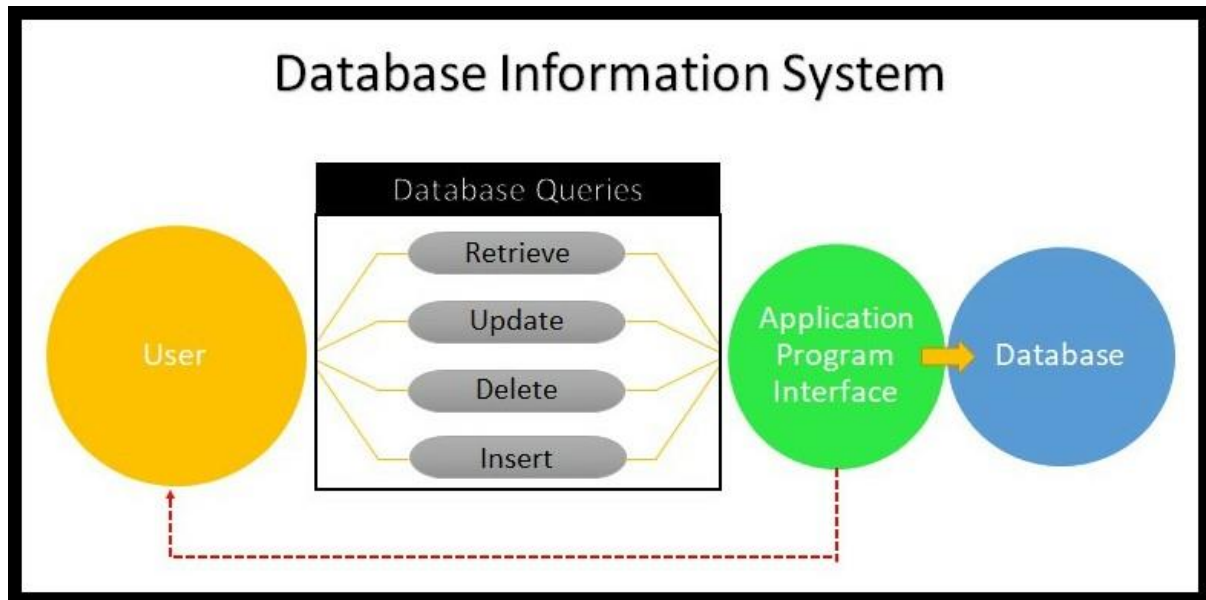 Database Information System
Database Queries
Retrieve
Update
Delete
Insert
User
Application
Program
Interface
Database